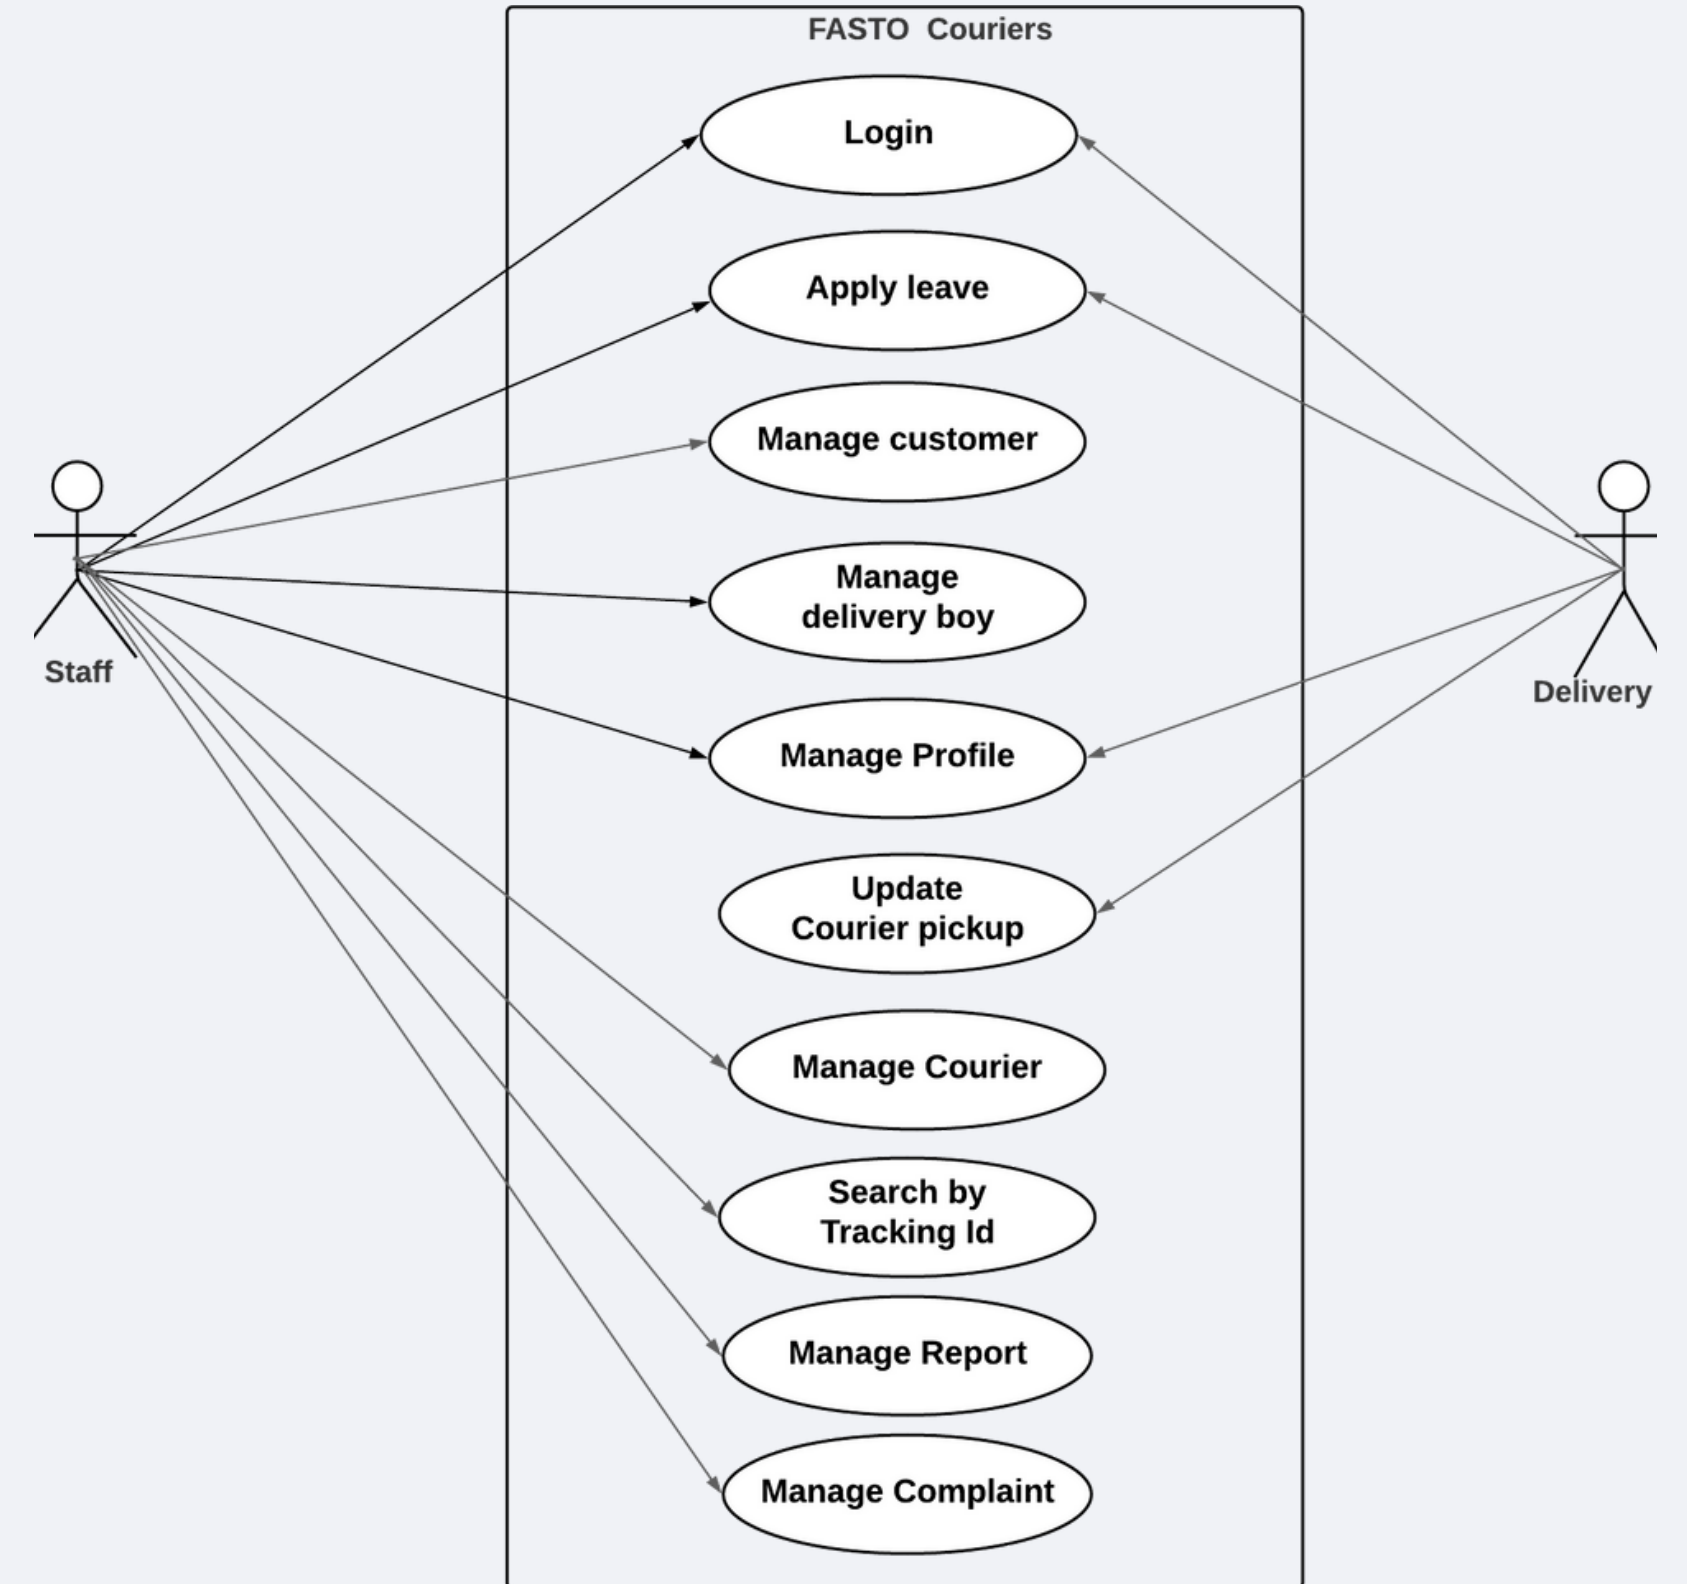 FASTO  Couriers
Login
Apply leave
Manage customer
Manage
delivery boy
Staff
Delivery
Manage Profile
Update
Courier pickup
Manage Courier
Search by
Tracking Id
Manage Report
Manage Complaint